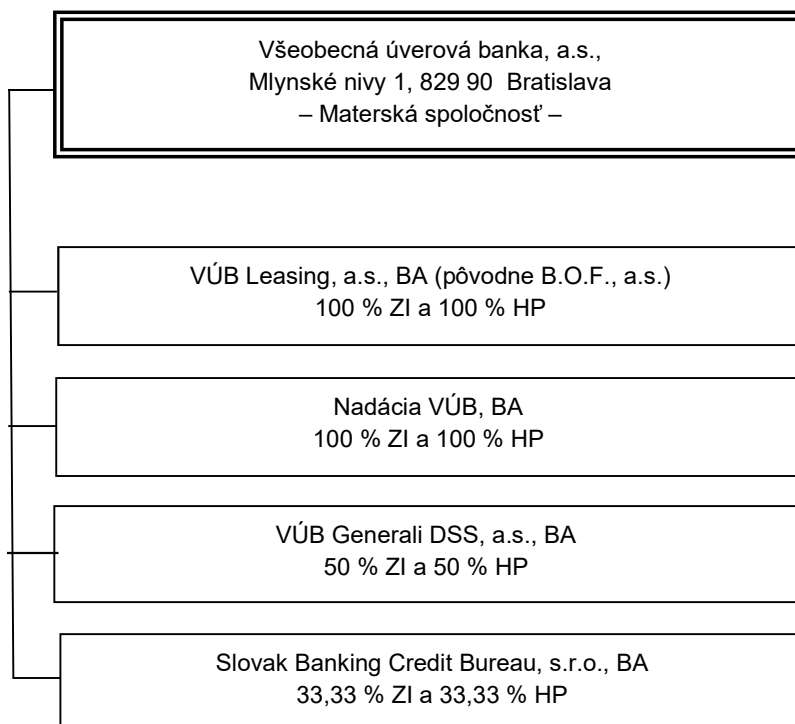 Všeobecná úverová banka, a.s.,
Mlynské nivy 1, 829 90  Bratislava
– Materská spoločnosť –
VÚB Leasing, a.s., BA (pôvodne B.O.F., a.s.)
100 % ZI a 100 % HP
Nadácia VÚB, BA
100 % ZI a 100 % HP
VÚB Generali DSS, a.s., BA
50 % ZI a 50 % HP
Slovak Banking Credit Bureau, s.r.o., BA
33,33 % ZI a 33,33 % HP